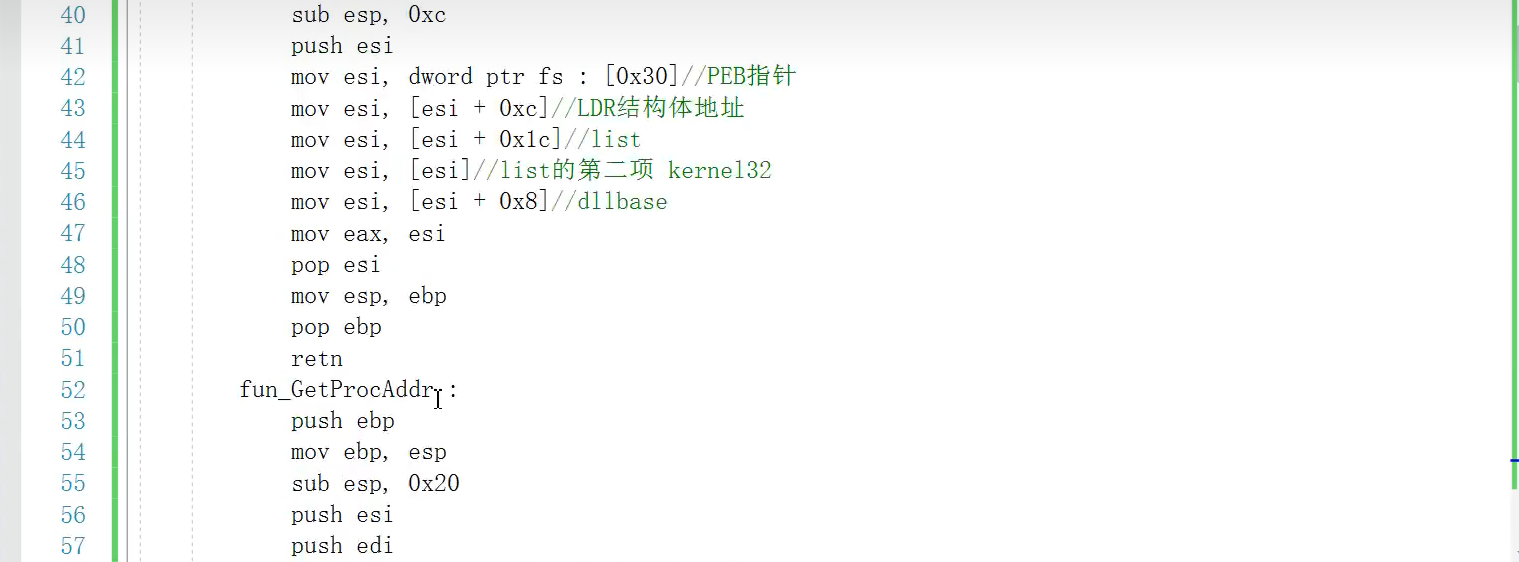 40 sub esp, 0xc
41 push esi
42 mov esi, dword ptr fs : [0x30]//PEB指针
43 mov esi, [esi + 0xc]//LDR结构体地址
44 mov esi, [esi + 0x1c]//list
45 mov esi, [esi]//list的第二项 kernel32
46 mov esi, [esi + 0x8]//dllbase
47 mov eax, esi
48 pop esi
49 mov esp, ebp
50 pop ebp
51 retn
52 fun_GetProcAddr :
53 push ebp
54 mov ebp, esp
55 sub esp, 0x20
56 push esi
57 push edi